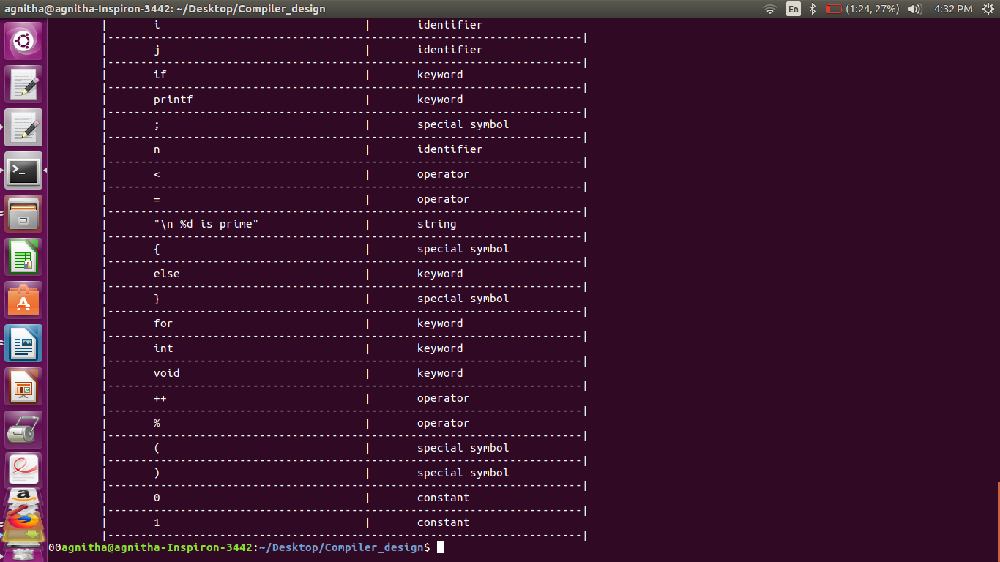 agnitha@agnitha-Inspiron-3442: ~/Desktop/Compiler_design En (1:24, 27%) 4:32 PM
| i | identifier
|-------------------------------------------------------------------------|
| j | identifier
|-------------------------------------------------------------------------|
| if | keyword
|-------------------------------------------------------------------------|
| printf | keyword
|-------------------------------------------------------------------------|
| ; | special symbol
|-------------------------------------------------------------------------|
| n | identifier
|-------------------------------------------------------------------------|
| < | operator
|-------------------------------------------------------------------------|
| = | operator
|-------------------------------------------------------------------------|
| "\n %d is prime" | string
|-------------------------------------------------------------------------|
| { | special symbol
|-------------------------------------------------------------------------|
| else | keyword
|-------------------------------------------------------------------------|
| } | special symbol
|-------------------------------------------------------------------------|
| for | keyword
|-------------------------------------------------------------------------|
| int | keyword
|-------------------------------------------------------------------------|
| void | keyword
|-------------------------------------------------------------------------|
| ++ | operator
|-------------------------------------------------------------------------|
| % | operator
|-------------------------------------------------------------------------|
| ( | special symbol
|-------------------------------------------------------------------------|
| ) | special symbol
|-------------------------------------------------------------------------|
| 0 | constant
|-------------------------------------------------------------------------|
| 1 | constant
|-------------------------------------------------------------------------|
00agnitha@agnitha-Inspiron-3442:~/Desktop/Compiler_design$